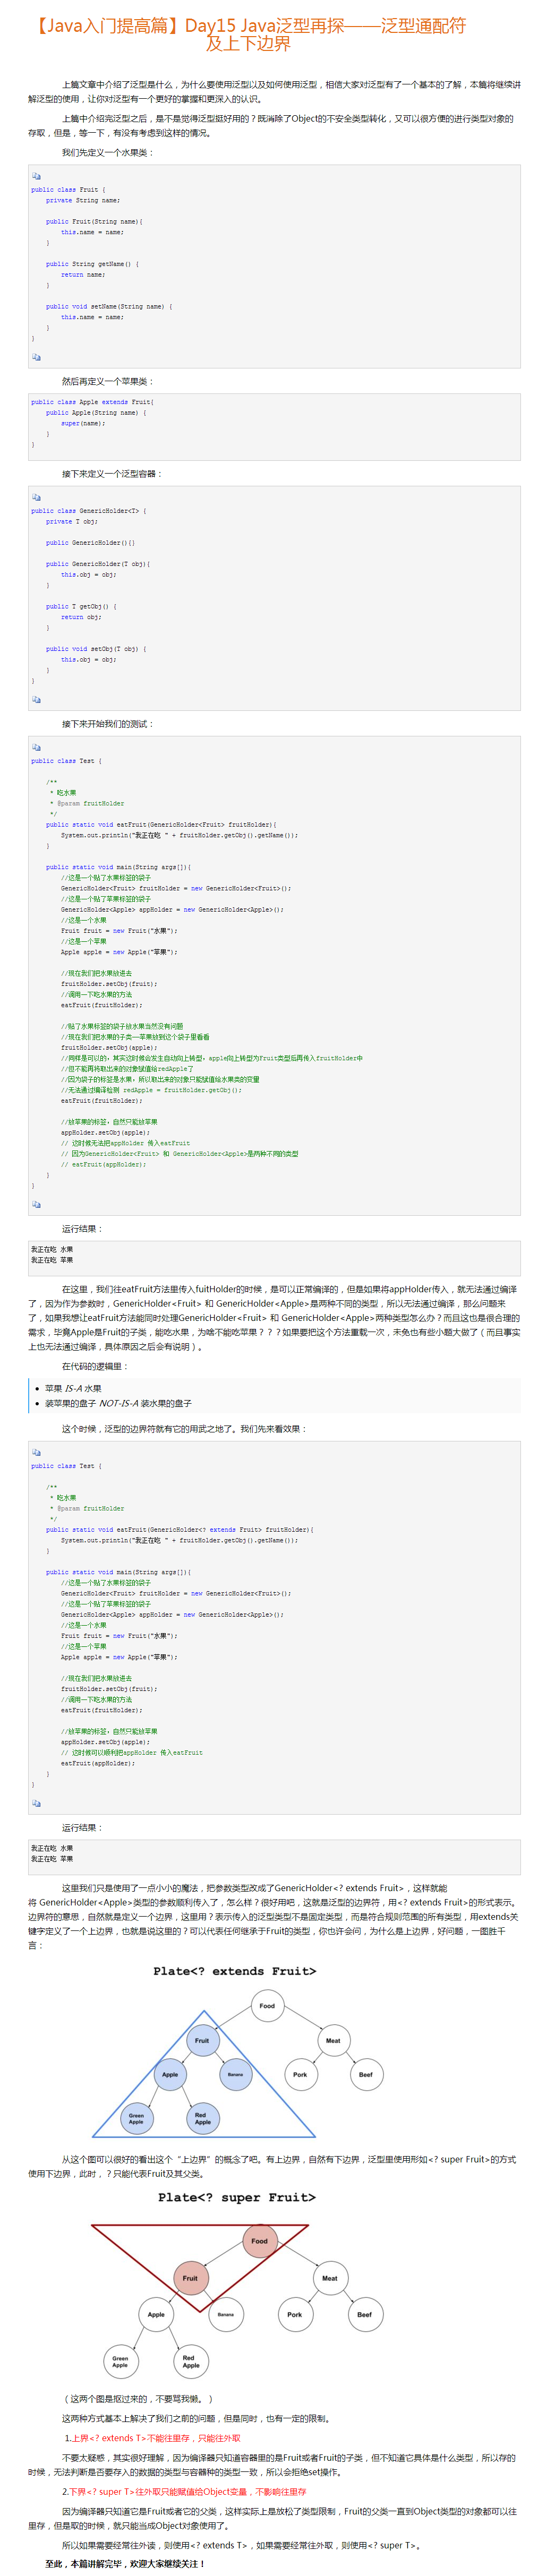 【Java入门提高篇】Day15 Java泛型再探——泛型通配符
及上下边界
上篇文章中介绍了泛型是什么，为什么要使用泛型以及如何使用泛型，相信大家对泛型有了一个基本的了解，本篇将继续讲
解泛型的使用，让你对泛型有一个更好的掌握和更深入的认识。
上篇中介绍完泛型之后，是不是觉得泛型挺好用的？既消除了Object的不安全类型转化，又可以很方便的进行类型对象的
存取，但是，等一下，有没有考虑到这样的情况。
我们先定义一个水果类：
public class Fruit {
private String name;
public Fruit(String name){
this.name = name;
}
public String getName() {
return name;
}
public void setName(String name) {
this.name = name;
}
}
然后再定义一个苹果类：
public class Apple extends Fruit{
public Apple(String name) {
super(name);
}
}
接下来定义一个泛型容器：
public class GenericHolder<T> {
private T obj;
public GenericHolder(){}
public GenericHolder(T obj){
this.obj = obj;
}
public T getObj() {
return obj;
}
public void setObj(T obj) {
this.obj = obj;
}
}
接下来开始我们的测试：
public class Test {
/**
* 吃水果
* @param fruitHolder
*/
public static void eatFruit(GenericHolder<Fruit> fruitHolder){
System.out.println("我正在吃 " + fruitHolder.getObj().getName());
}
public static void main(String args[]){
//这是一个贴了水果标签的袋子
GenericHolder<Fruit> fruitHolder = new GenericHolder<Fruit>();
//这是一个贴了苹果标签的袋子
GenericHolder<Apple> appHolder = new GenericHolder<Apple>();
//这是一个水果
Fruit fruit = new Fruit("水果");
//这是一个苹果
Apple apple = new Apple("苹果");
//现在我们把水果放进去
fruitHolder.setObj(fruit);
//调用一下吃水果的方法
eatFruit(fruitHolder);
//贴了水果标签的袋子放水果当然没有问题
//现在我们把水果的子类——苹果放到这个袋子里看看
fruitHolder.setObj(apple);
//同样是可以的，其实这时候会发生自动向上转型，apple向上转型为Fruit类型后再传入fruitHolder中
//但不能再将取出来的对象赋值给redApple了
//因为袋子的标签是水果，所以取出来的对象只能赋值给水果类的变量
//无法通过编译检测 redApple = fruitHolder.getObj();
eatFruit(fruitHolder);
//放苹果的标签，自然只能放苹果
appHolder.setObj(apple);
// 这时候无法把appHolder 传入eatFruit
// 因为GenericHolder<Fruit> 和 GenericHolder<Apple>是两种不同的类型
// eatFruit(appHolder);
}
}
运行结果：
我正在吃 水果
我正在吃 苹果
在这里，我们往eatFruit方法里传入fuitHolder的时候，是可以正常编译的，但是如果将appHolder传入，就无法通过编译
了，因为作为参数时，GenericHolder<Fruit> 和 GenericHolder<Apple>是两种不同的类型，所以无法通过编译，那么问题来
了，如果我想让eatFruit方法能同时处理GenericHolder<Fruit> 和 GenericHolder<Apple>两种类型怎么办？而且这也是很合理的
需求，毕竟Apple是Fruit的子类，能吃水果，为啥不能吃苹果？？？如果要把这个方法重载一次，未免也有些小题大做了（而且事实
上也无法通过编译，具体原因之后会有说明）。
在代码的逻辑里：
• 苹果 IS-A 水果
• 装苹果的盘子 NOT-IS-A 装水果的盘子
这个时候，泛型的边界符就有它的用武之地了。我们先来看效果：
public class Test {
/**
* 吃水果
* @param fruitHolder
*/
public static void eatFruit(GenericHolder<? extends Fruit> fruitHolder){
System.out.println("我正在吃 " + fruitHolder.getObj().getName());
}
public static void main(String args[]){
//这是一个贴了水果标签的袋子
GenericHolder<Fruit> fruitHolder = new GenericHolder<Fruit>();
//这是一个贴了苹果标签的袋子
GenericHolder<Apple> appHolder = new GenericHolder<Apple>();
//这是一个水果
Fruit fruit = new Fruit("水果");
//这是一个苹果
Apple apple = new Apple("苹果");
//现在我们把水果放进去
fruitHolder.setObj(fruit);
//调用一下吃水果的方法
eatFruit(fruitHolder);
//放苹果的标签，自然只能放苹果
appHolder.setObj(apple);
// 这时候可以顺利把appHolder 传入eatFruit
eatFruit(appHolder);
}
}
运行结果：
我正在吃 水果
我正在吃 苹果
这里我们只是使用了一点小小的魔法，把参数类型改成了GenericHolder<? extends Fruit>，这样就能
将 GenericHolder<Apple>类型的参数顺利传入了，怎么样？很好用吧，这就是泛型的边界符，用<? extends Fruit>的形式表示。
边界符的意思，自然就是定义一个边界，这里用？表示传入的泛型类型不是固定类型，而是符合规则范围的所有类型，用extends关
键字定义了一个上边界，也就是说这里的？可以代表任何继承于Fruit的类型，你也许会问，为什么是上边界，好问题，一图胜千
言：
Plate<? extends Fruit>
Food
Fruit
Meat
Apple
Banana
Pork
Beef
Green
Apple
Red
Apple
从这个图可以很好的看出这个“上边界”的概念了吧。有上边界，自然有下边界，泛型里使用形如<? super Fruit>的方式
使用下边界，此时，？只能代表Fruit及其父类。
Plate<? super Fruit>
Food
Fruit
Meat
Apple
Banana
Pork
Beef
Green
Apple
Red
Apple
（这两个图是抠过来的，不要骂我懒。）
这两种方式基本上解决了我们之前的问题，但是同时，也有一定的限制。
1.上界<? extends T>不能往里存，只能往外取
不要太疑惑，其实很好理解，因为编译器只知道容器里的是Fruit或者Fruit的子类，但不知道它具体是什么类型，所以存的
时候，无法判断是否要存入的数据的类型与容器种的类型一致，所以会拒绝set操作。
2.下界<? super T>往外取只能赋值给Object变量，不影响往里存
因为编译器只知道它是Fruit或者它的父类，这样实际上是放松了类型限制，Fruit的父类一直到Object类型的对象都可以往
里存，但是取的时候，就只能当成Object对象使用了。
所以如果需要经常往外读，则使用<? extends T>，如果需要经常往外取，则使用<? super T>。
至此，本篇讲解完毕，欢迎大家继续关注！